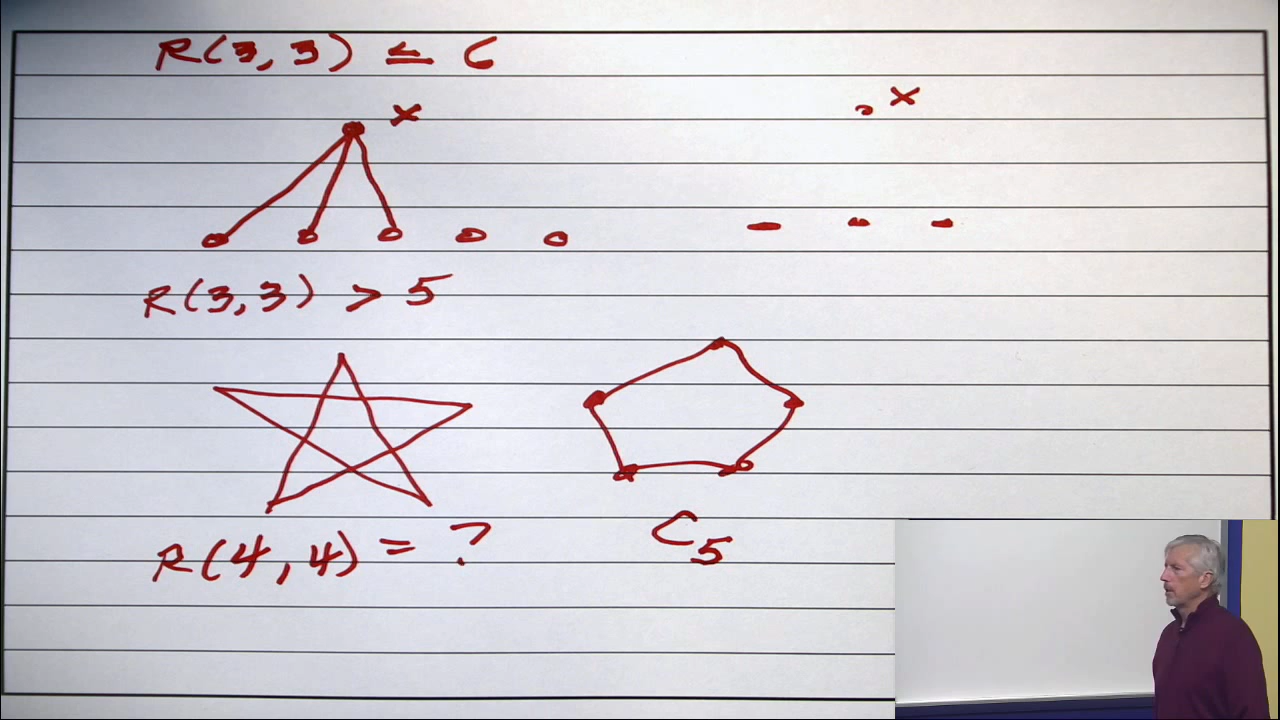 R(3,3) ≤ 6
x
x
R(3,3) > 5
C5
R(4,4) = ?